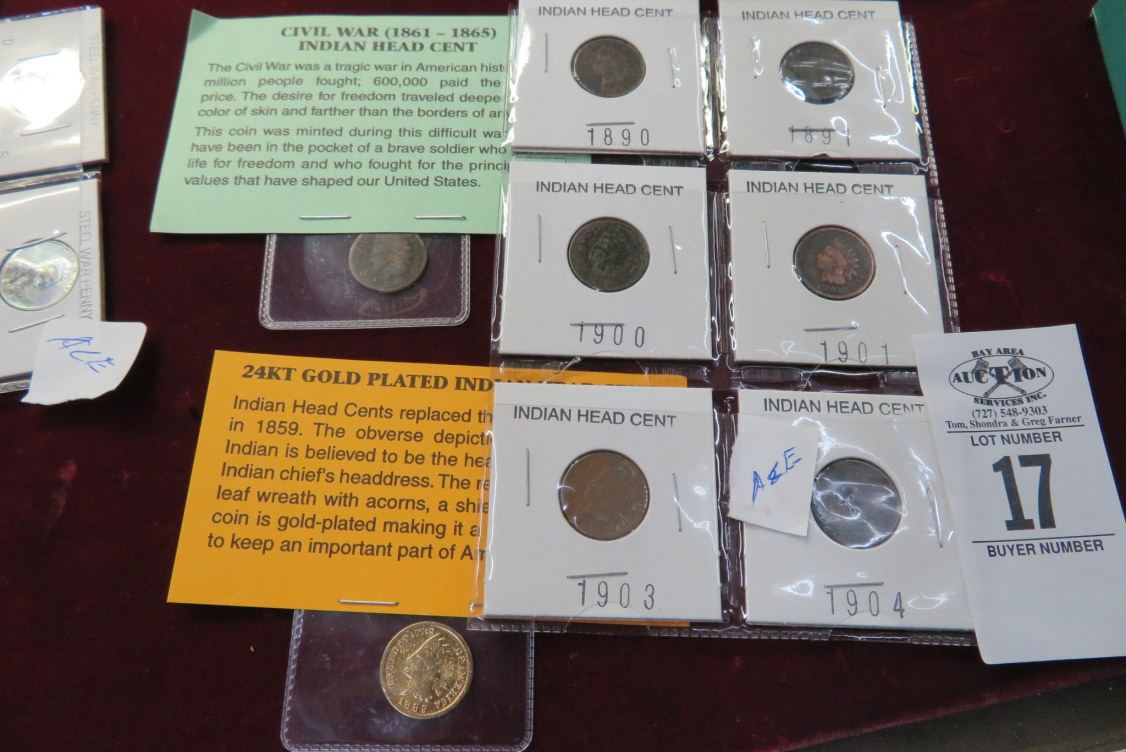 CIVIL WAR (1861 – 1865)
INDIAN HEAD CENT
The Civil War was a tragic war in American hist
million people fought; 600,000 paid the
price. The desire for freedom traveled deepe
color of skin and farther than the borders of
This coin was minted during this difficult wa
have been in the pocket of a brave soldier who
life for freedom and who fought for the princi
values that have shaped our United States.
24KT GOLD PLATED IND
Indian Head Cents replaced th
in 1859. The obverse depict
Indian is believed to be the hea
Indian chief's headdress. The re
leaf wreath with acorns, a shie
coin is gold-plated making it a
to keep an important part of Am
INDIAN HEAD CENT
1890
INDIAN HEAD CENT
1891
INDIAN HEAD CENT
1900
INDIAN HEAD CENT
1901
INDIAN HEAD CENT
1903
INDIAN HEAD CENT
1904
A&E
STEEL WAR PENNY
A&E
BAY AREA
AUCTION
SERVICES INC.
(727) 548-9303
Tom, Shondra & Greg Farner
LOT NUMBER
17
BUYER NUMBER